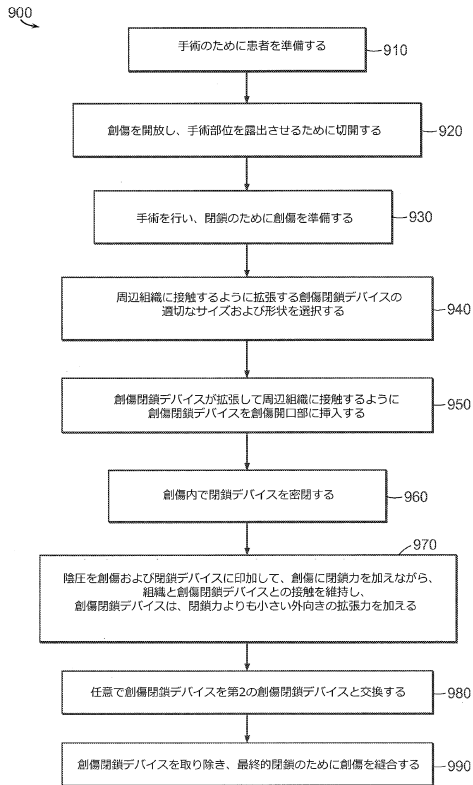 900
手術のために患者を準備する
910
創傷を開放し、手術部位を露出させるために切開する
920
手術を行い、閉鎖のために創傷を準備する
930
周辺組織に接触するように拡張する創傷閉鎖デバイスの
適切なサイズおよび形状を選択する
940
創傷閉鎖デバイスが拡張して周辺組織に接触するように
創傷閉鎖デバイスを創傷開口部に挿入する
950
創傷内で閉鎖デバイスを密閉する
960
970
陰圧を創傷および閉鎖デバイスに印加して、創傷に閉鎖力を加えながら、
組織と創傷閉鎖デバイスとの接触を維持し、
創傷閉鎖デバイスは、閉鎖力よりも小さい外向きの拡張力を加える
任意で創傷閉鎖デバイスを第2の創傷閉鎖デバイスと交換する
980
創傷閉鎖デバイスを取り除き、最終的閉鎖のために創傷を縫合する
990